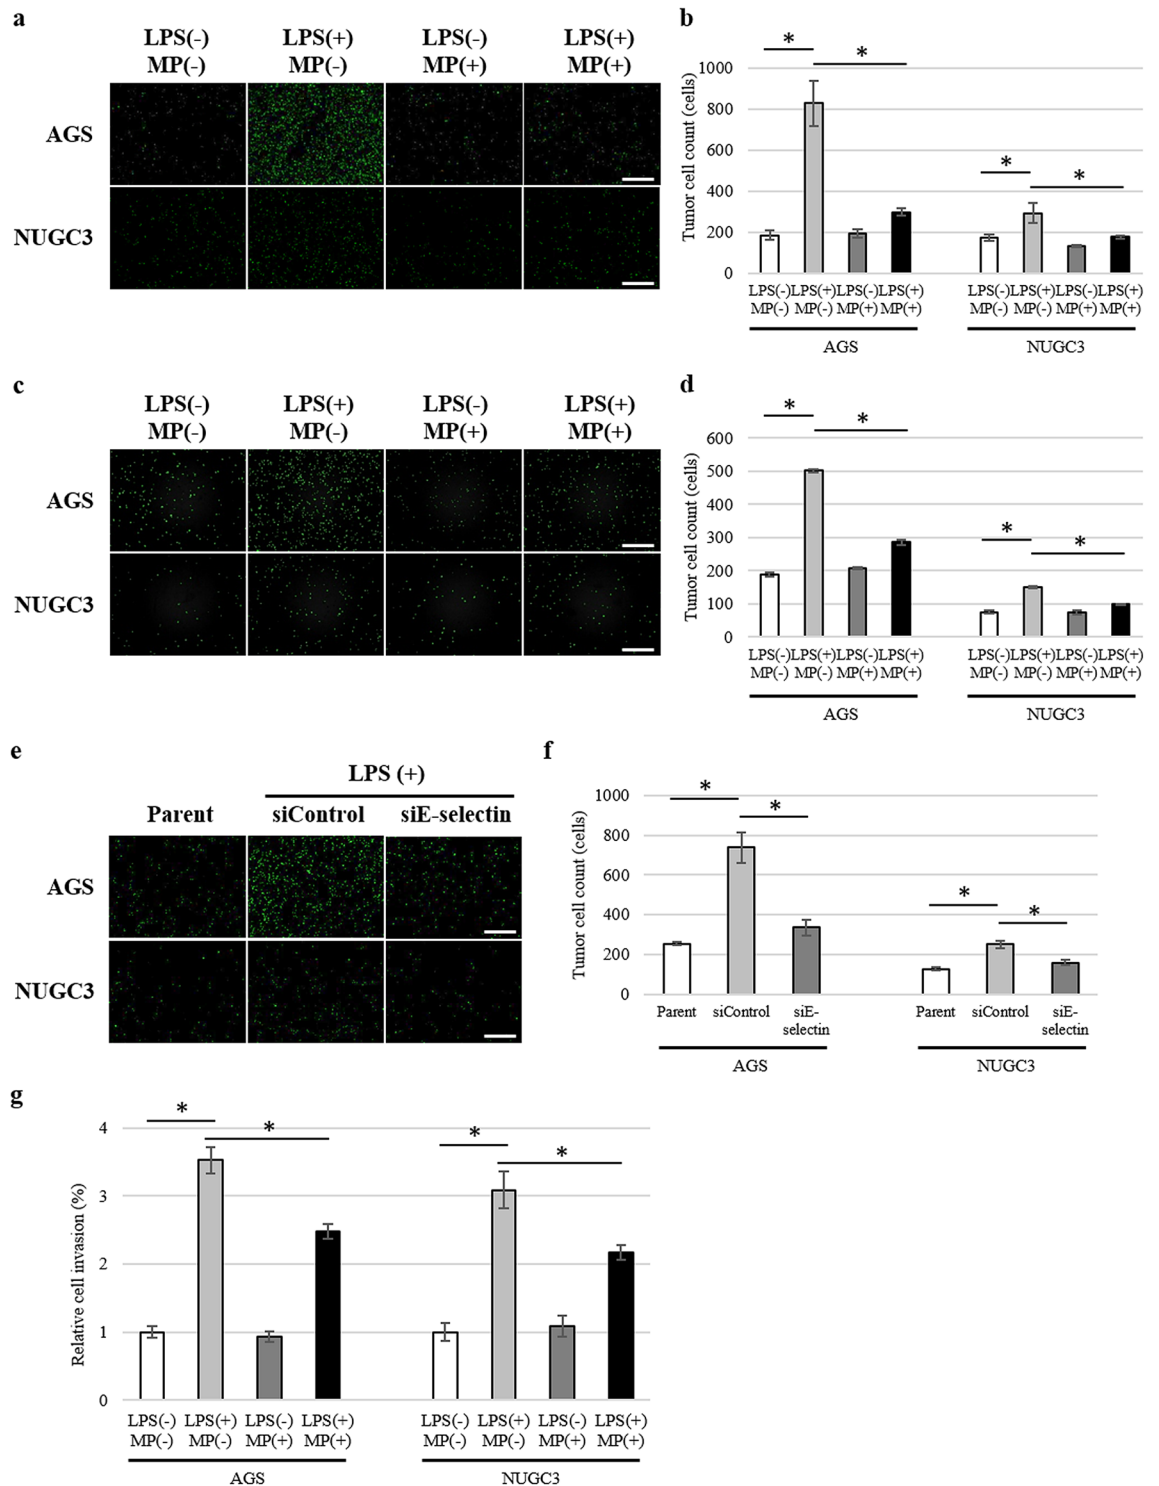 a
LPS(-) LPS(+) LPS(-) LPS(+)
MP(-) MP(-) MP(+) MP(+)
AGS
NUGC3
b
* *
* *
Tumor cell count (cells)
1000
800
600
400
200
0
LPS(-) LPS(+) LPS(-) LPS(+) LPS(-) LPS(+) LPS(-) LPS(+)
MP(-) MP(-) MP(+) MP(+) MP(-) MP(-) MP(+) MP(+)
AGS NUGC3
c
LPS(-) LPS(+) LPS(-) LPS(+)
MP(-) MP(-) MP(+) MP(+)
AGS
NUGC3
d
* *
* *
Tumor cell count (cells)
600
500
400
300
200
100
0
LPS(-) LPS(+) LPS(-) LPS(+) LPS(-) LPS(+) LPS(-) LPS(+)
MP(-) MP(-) MP(+) MP(+) MP(-) MP(-) MP(+) MP(+)
AGS NUGC3
e
LPS (+)
Parent siControl siE-selectin
AGS
NUGC3
f
* *
* *
Tumor cell count (cells)
1000
800
600
400
200
0
Parent siControl siE- Parent siControl siE-
selectin selectin
AGS NUGC3
g
* *
* *
Relative cell invasion (%)
4
3
2
1
0
LPS(-) LPS(+) LPS(-) LPS(+) LPS(-) LPS(+) LPS(-) LPS(+)
MP(-) MP(-) MP(+) MP(+) MP(-) MP(-) MP(+) MP(+)
AGS NUGC3